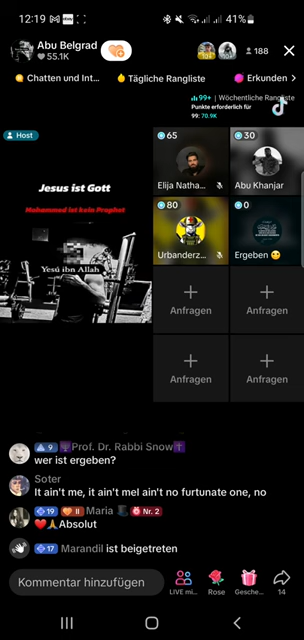 12:19
41%
Abu Belgrad
55.1K
188
Chatten und Int...
Tägliche Rangliste
Erkunden >
99+ | Wöchentliche Rangliste
Punkte erforderlich für
99: 70.9K
Host
Jesus ist Gott
Mohammed ist kein Prophet
Yesú ibn Allah
65
Elija Natha...
30
Abu Khanjar
80
Urbanderz...
0
Ergeben
Anfragen
Anfragen
Anfragen
Anfragen
9 Prof. Dr. Rabbi Snow
wer ist ergeben?
Soter
It ain't me, it ain't meI ain't no furtunate one, no
19 II Maria Nr. 2
Absolut
17 Marandil ist beigetreten
Kommentar hinzufügen
LIVE mi...
Rose
Gesche...
14